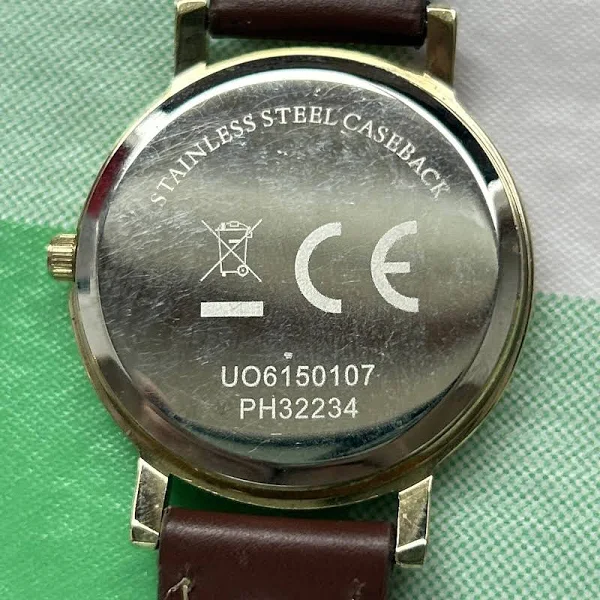 STAINLESS STEEL CASEBACK
CE
UO6150107
PH32234